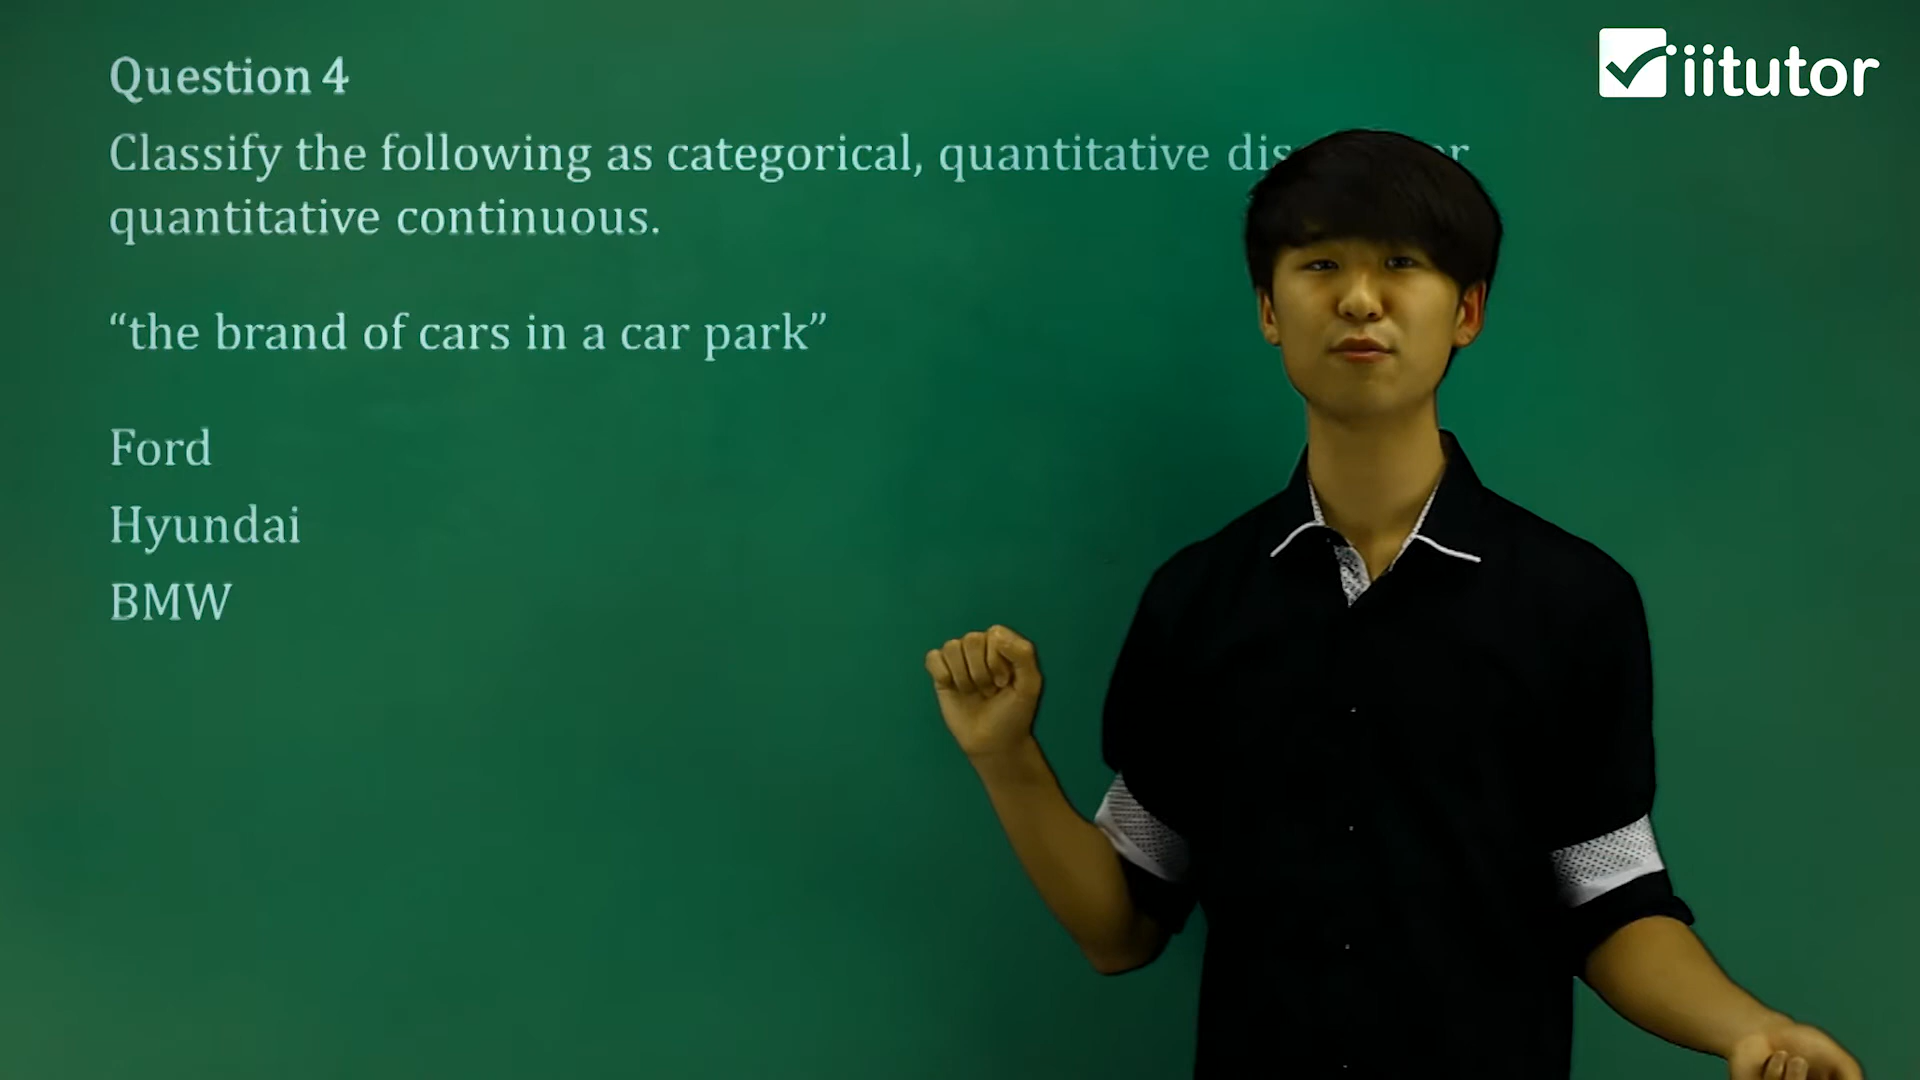 iitutor
Question 4
Classify the following as categorical, quantitative or
quantitative continuous.
“the brand of cars in a car park”
Ford
Hyundai
BMW